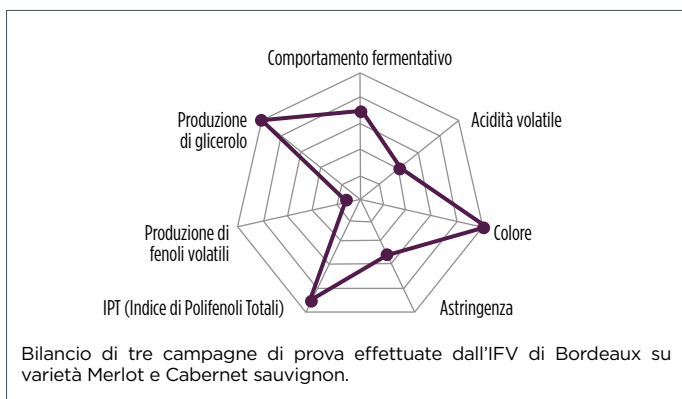 Comportamento fermentativo
Acidità volatile
Colore
Astringenza
IPT (Indice di Polifenoli Totali)
Produzione di
fenoli volatili
Produzione
di glicerolo
Bilancio di tre campagne di prova effettuate dall'IFV di Bordeaux su
varietà Merlot e Cabernet sauvignon.